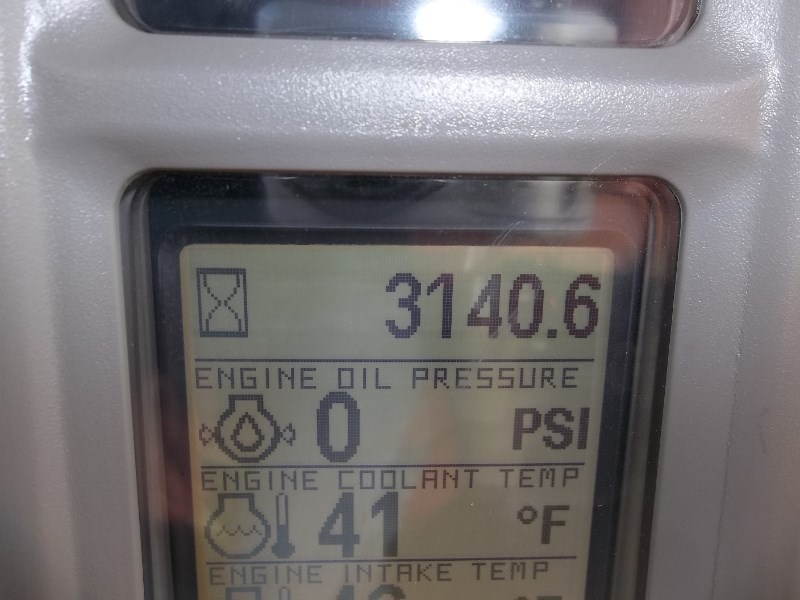 3140.6
ENGINE OIL PRESSURE
0 PSI
ENGINE COOLANT TEMP
41 °F
ENGINE INTAKE TEMP